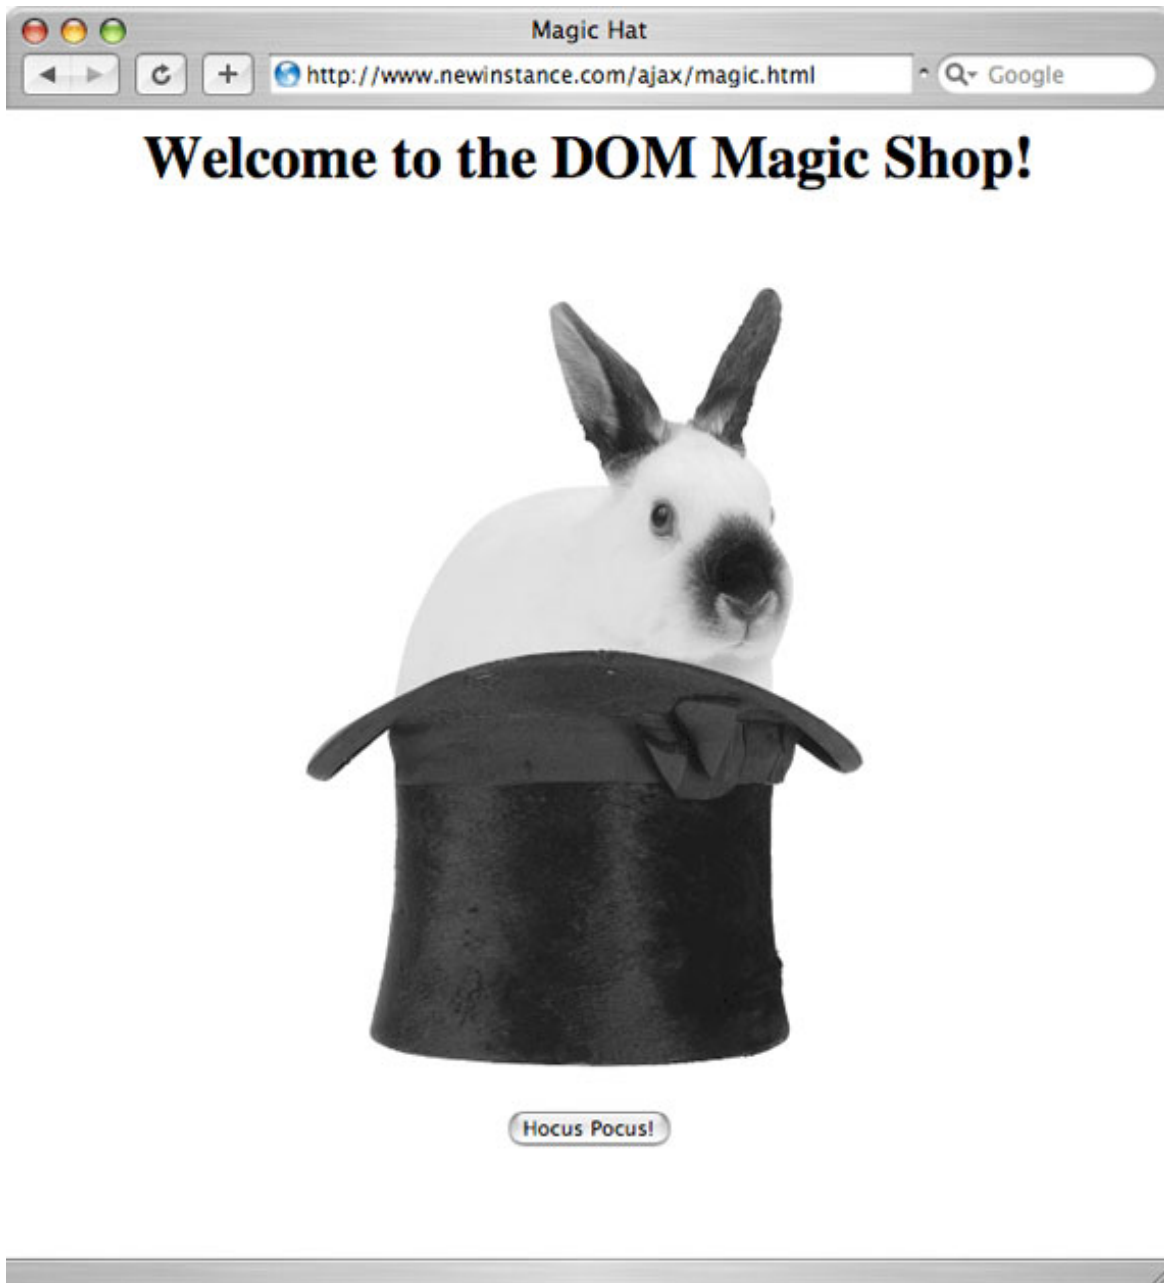 Magic Hat
http://www.newinstance.com/ajax/magic.html
Google
Welcome to the DOM Magic Shop!
Hocus Pocus!